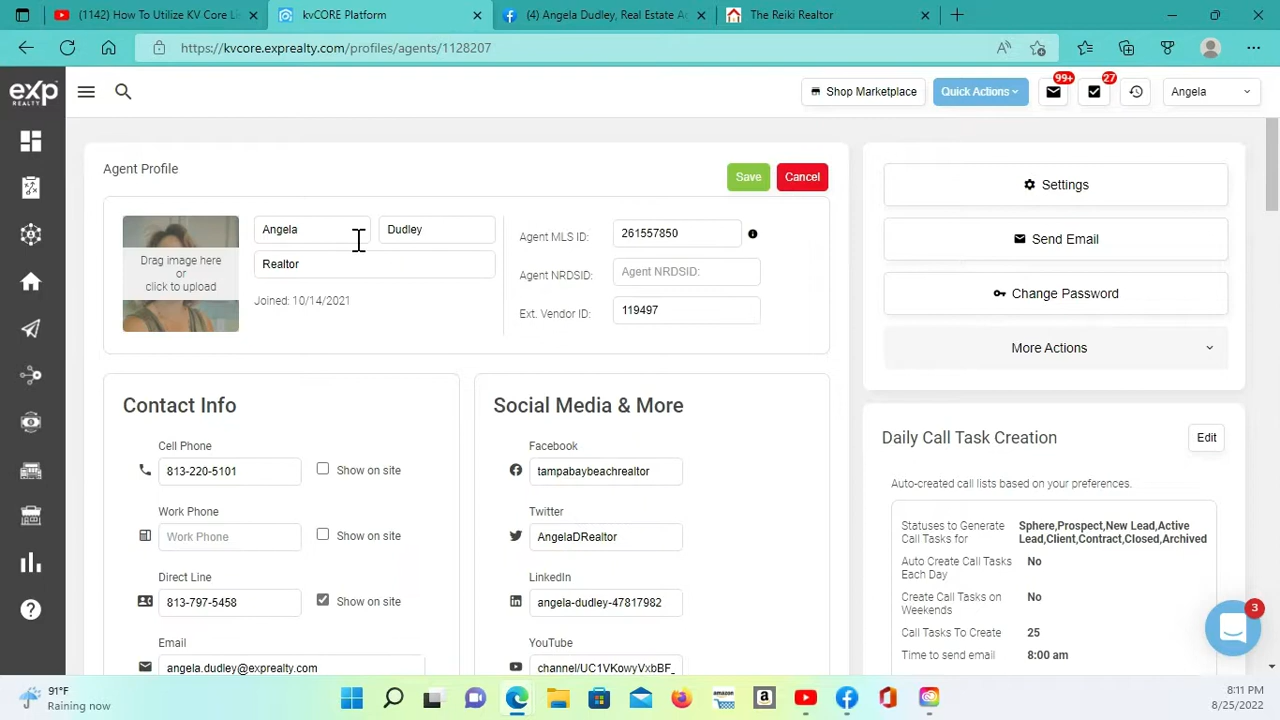 (1142) How To Utilize KV Core Li
kvCORE Platform
(4) Angela Dudley, Real Estate Ag
The Reiki Realtor
https://kvcore.exprealty.com/profiles/agents/1128207
exp
REALTY
Shop Marketplace
Quick Actions
99+
27
Angela
Agent Profile
Save
Cancel
Drag image here
or
click to upload
Angela
Dudley
Realtor
Joined: 10/14/2021
Agent MLS ID:
261557850
Agent NRDSID:
Agent NRDSID:
Ext. Vendor ID:
119497
Settings
Send Email
Change Password
More Actions
Contact Info
Cell Phone
813-220-5101
Show on site
Work Phone
Work Phone
Show on site
Direct Line
813-797-5458
Show on site
Email
angela.dudley@exprealty.com
Social Media & More
Facebook
tampabaybeachrealtor
Twitter
AngelaDRealtor
LinkedIn
angela-dudley-47817982
YouTube
channel/UC1VKowyVxbBF_
Daily Call Task Creation
Edit
Auto-created call lists based on your preferences.
Statuses to Generate
Call Tasks for
Sphere,Prospect,New Lead,Active
Lead,Client,Contract,Closed,Archived
Auto Create Call Tasks
Each Day
No
Create Call Tasks on
Weekends
No
Call Tasks To Create
25
Time to send email
8:00 am
3
91°F
Raining now
amazon
a
8:11 PM
8/25/2022